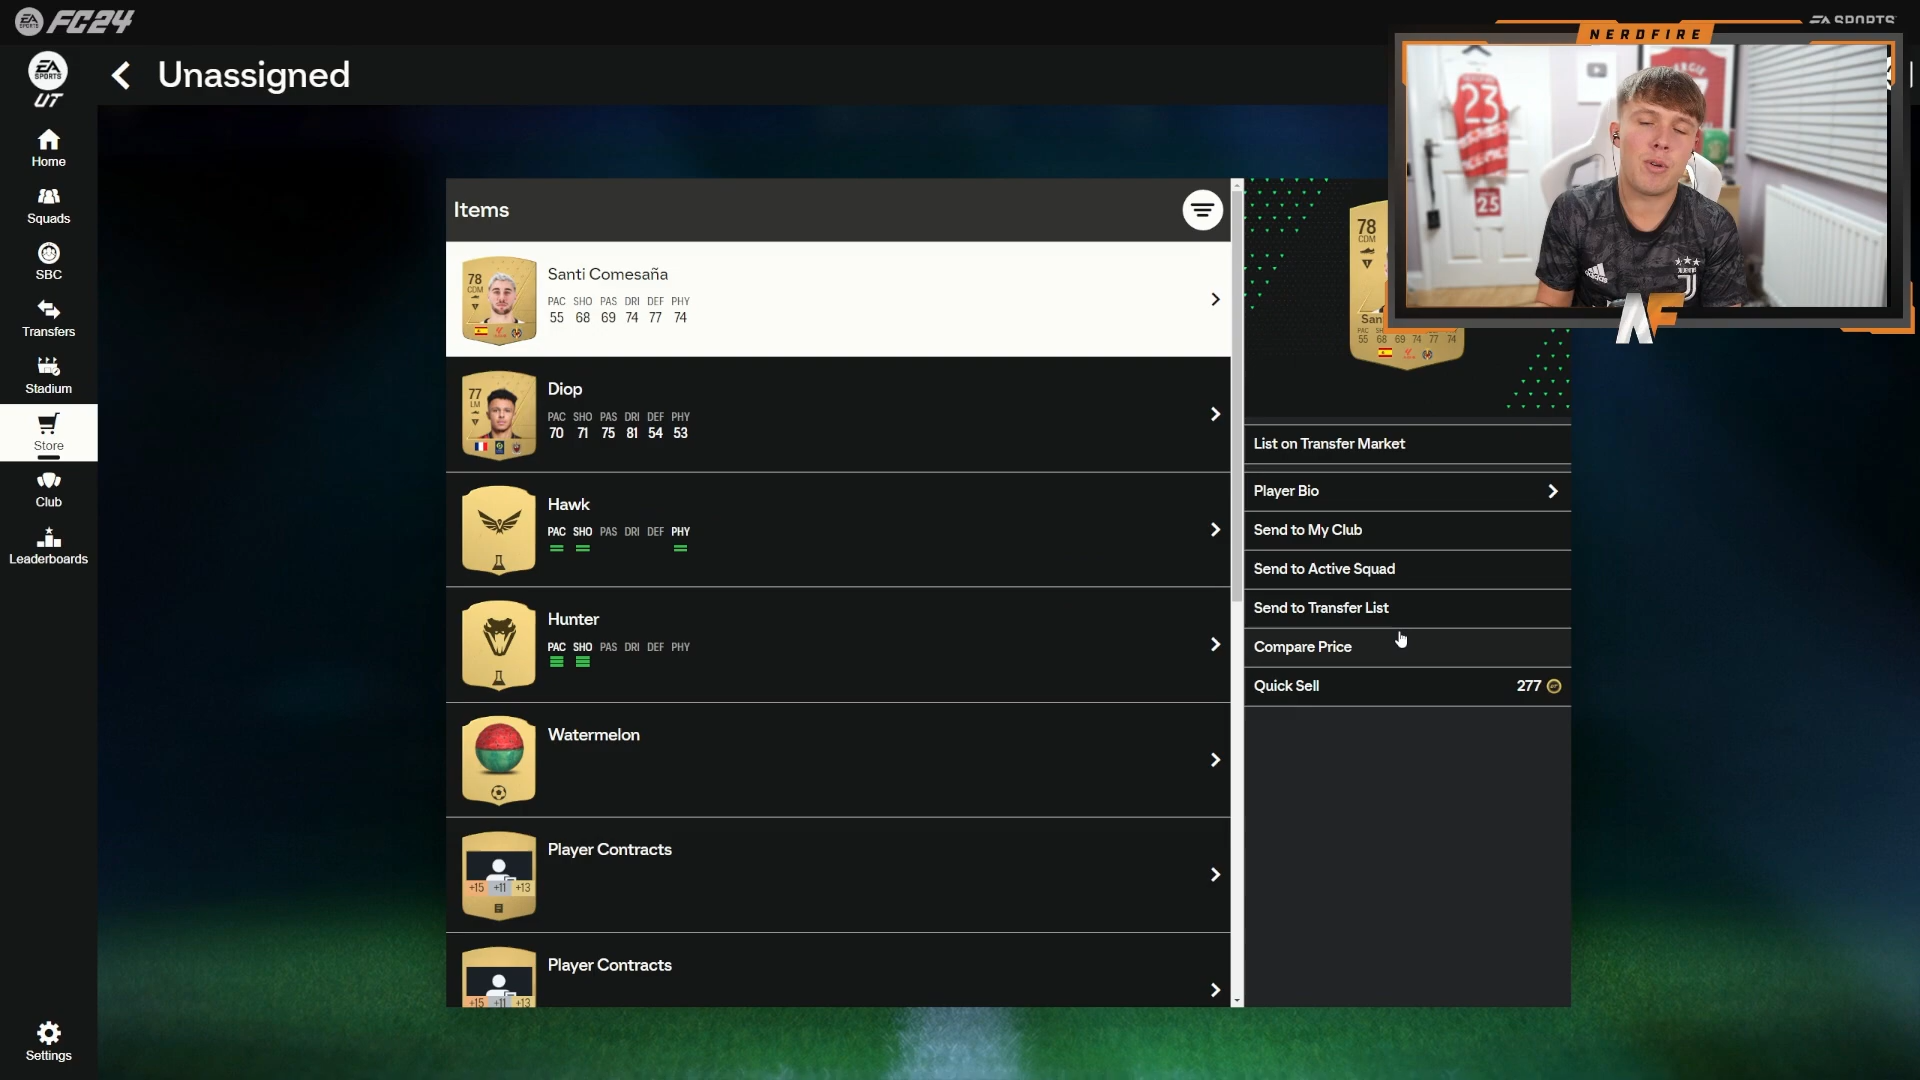 EA SPORTS FC24
EA SPORTS
NERDFIRE
EA SPORTS UT
Unassigned
Home
Squads
SBC
Transfers
Stadium
Store
Club
Leaderboards
Settings
Items
78
CDM
Santi Comesaña
PAC SHO PAS DRI DEF PHY
55 68 69 74 77 74
77
LM
Diop
PAC SHO PAS DRI DEF PHY
70 71 75 81 54 53
Hawk
PAC SHO PAS DRI DEF PHY
Hunter
PAC SHO PAS DRI DEF PHY
Watermelon
Player Contracts
+15 +11 +13
Player Contracts
+15 +11 +13
78
CDM
San
55 68 69 74 77 74
23
25
NF
List on Transfer Market
Player Bio
Send to My Club
Send to Active Squad
Send to Transfer List
Compare Price
Quick Sell 277